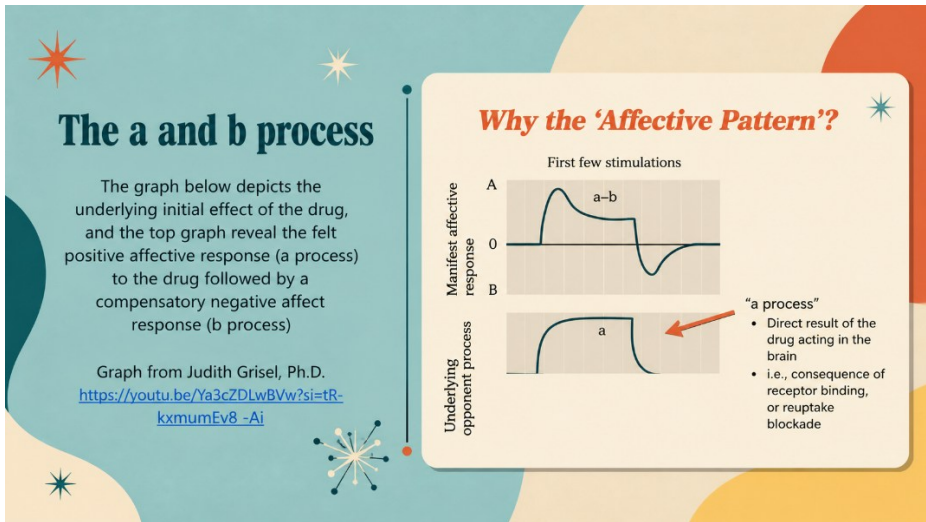 The a and b process
The graph below depicts the
underlying initial effect of the drug,
and the top graph reveal the felt
positive affective response (a process)
to the drug followed by a
compensatory negative affect
response (b process)
Graph from Judith Grisel, Ph.D.
https://youtu.be/Ya3cZDLwBVw?si=tR-
kxmumEv8 -Ai
Why the ‘Affective Pattern’?
First few stimulations
Manifest affective
response
A
0
B
a–b
Underlying
opponent process
a
“a process”
• Direct result of the
drug acting in the
brain
• i.e., consequence of
receptor binding,
or reuptake
blockade